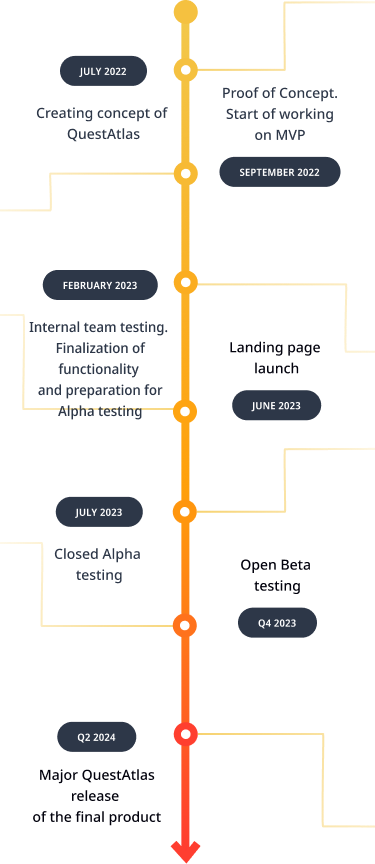 JULY 2022
Creating concept of
QuestAtlas
Proof of Concept.
Start of working
on MVP
SEPTEMBER 2022
FEBRUARY 2023
Internal team testing.
Finalization of
functionality
and preparation for
Alpha testing
Landing page
launch
JUNE 2023
JULY 2023
Closed Alpha
testing
Open Beta
testing
Q4 2023
Q2 2024
Major QuestAtlas
release
of the final product